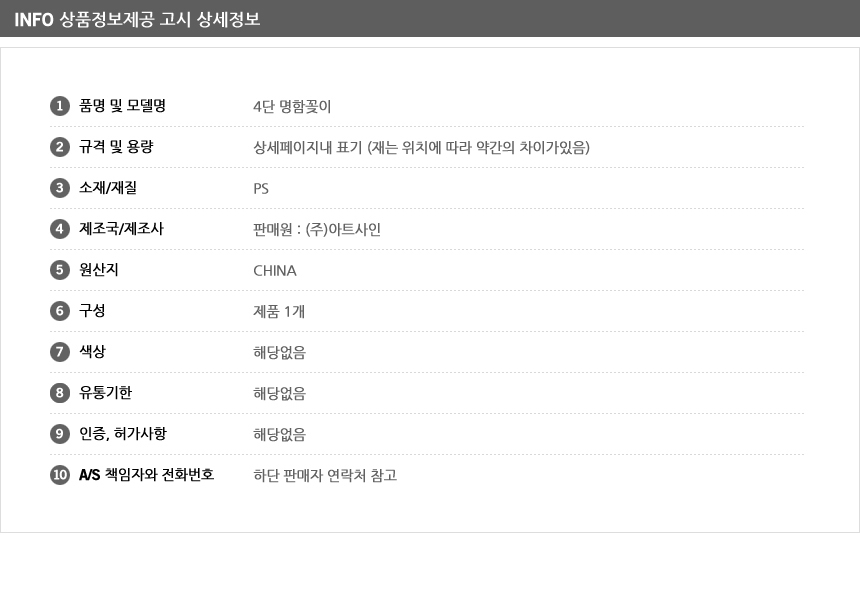 INFO 상품정보제공 고시 상세정보
1 품명 및 모델명 4단 명함꽂이
2 규격 및 용량 상세페이지내 표기 (재는 위치에 따라 약간의 차이가있음)
3 소재/재질 PS
4 제조국/제조사 판매원 : (주)아트사인
5 원산지 CHINA
6 구성 제품 1개
7 색상 해당없음
8 유통기한 해당없음
9 인증, 허가사항 해당없음
10 A/S 책임자와 전화번호 하단 판매자 연락처 참고